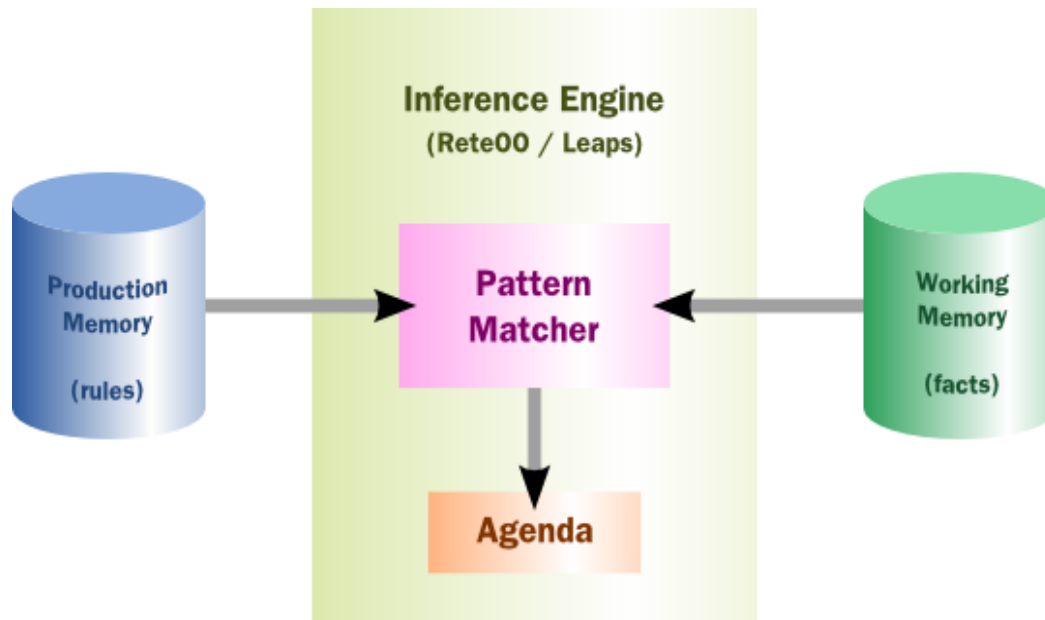 Inference Engine
(ReteOO / Leaps)
Production
Memory
(rules)
Pattern
Matcher
Working
Memory
(facts)
Agenda